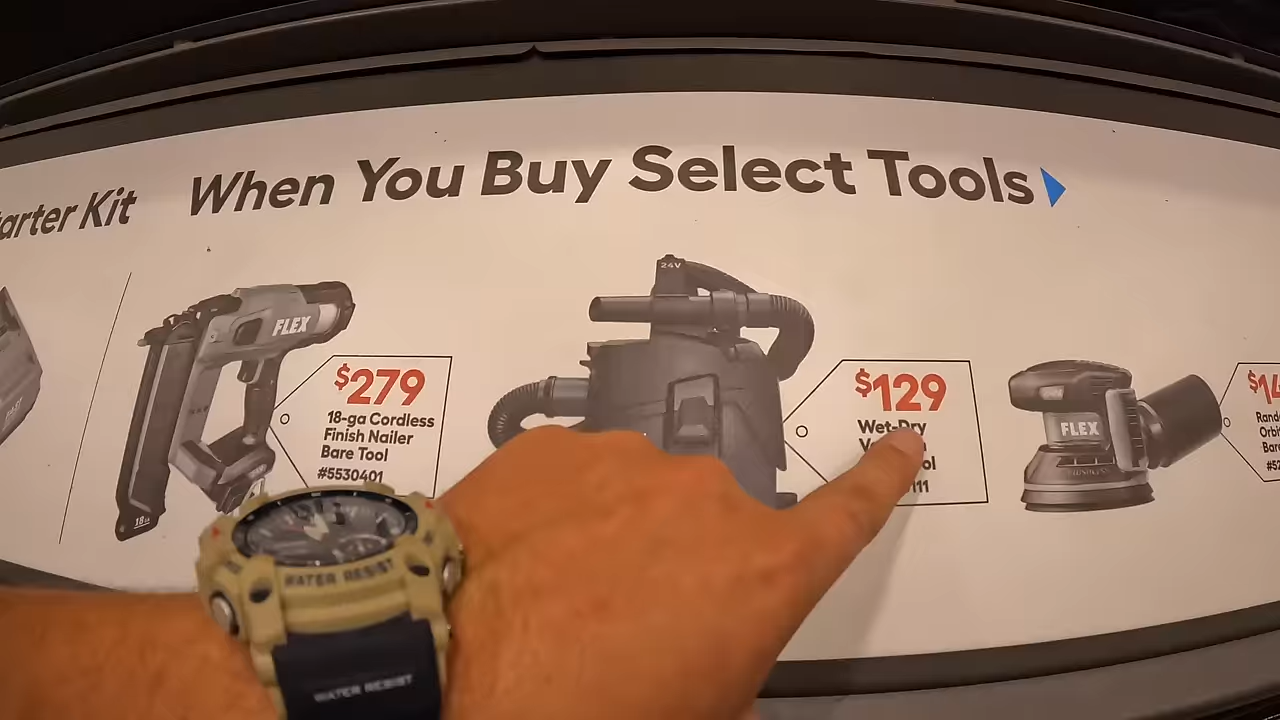 arter Kit When You Buy Select Tools
24V
FLEX
$279
18-ga Cordless
Finish Nailer
Bare Tool
#5530401
18
$129
Wet-Dry
FLEX
WATER RESIST
WATER RESIST